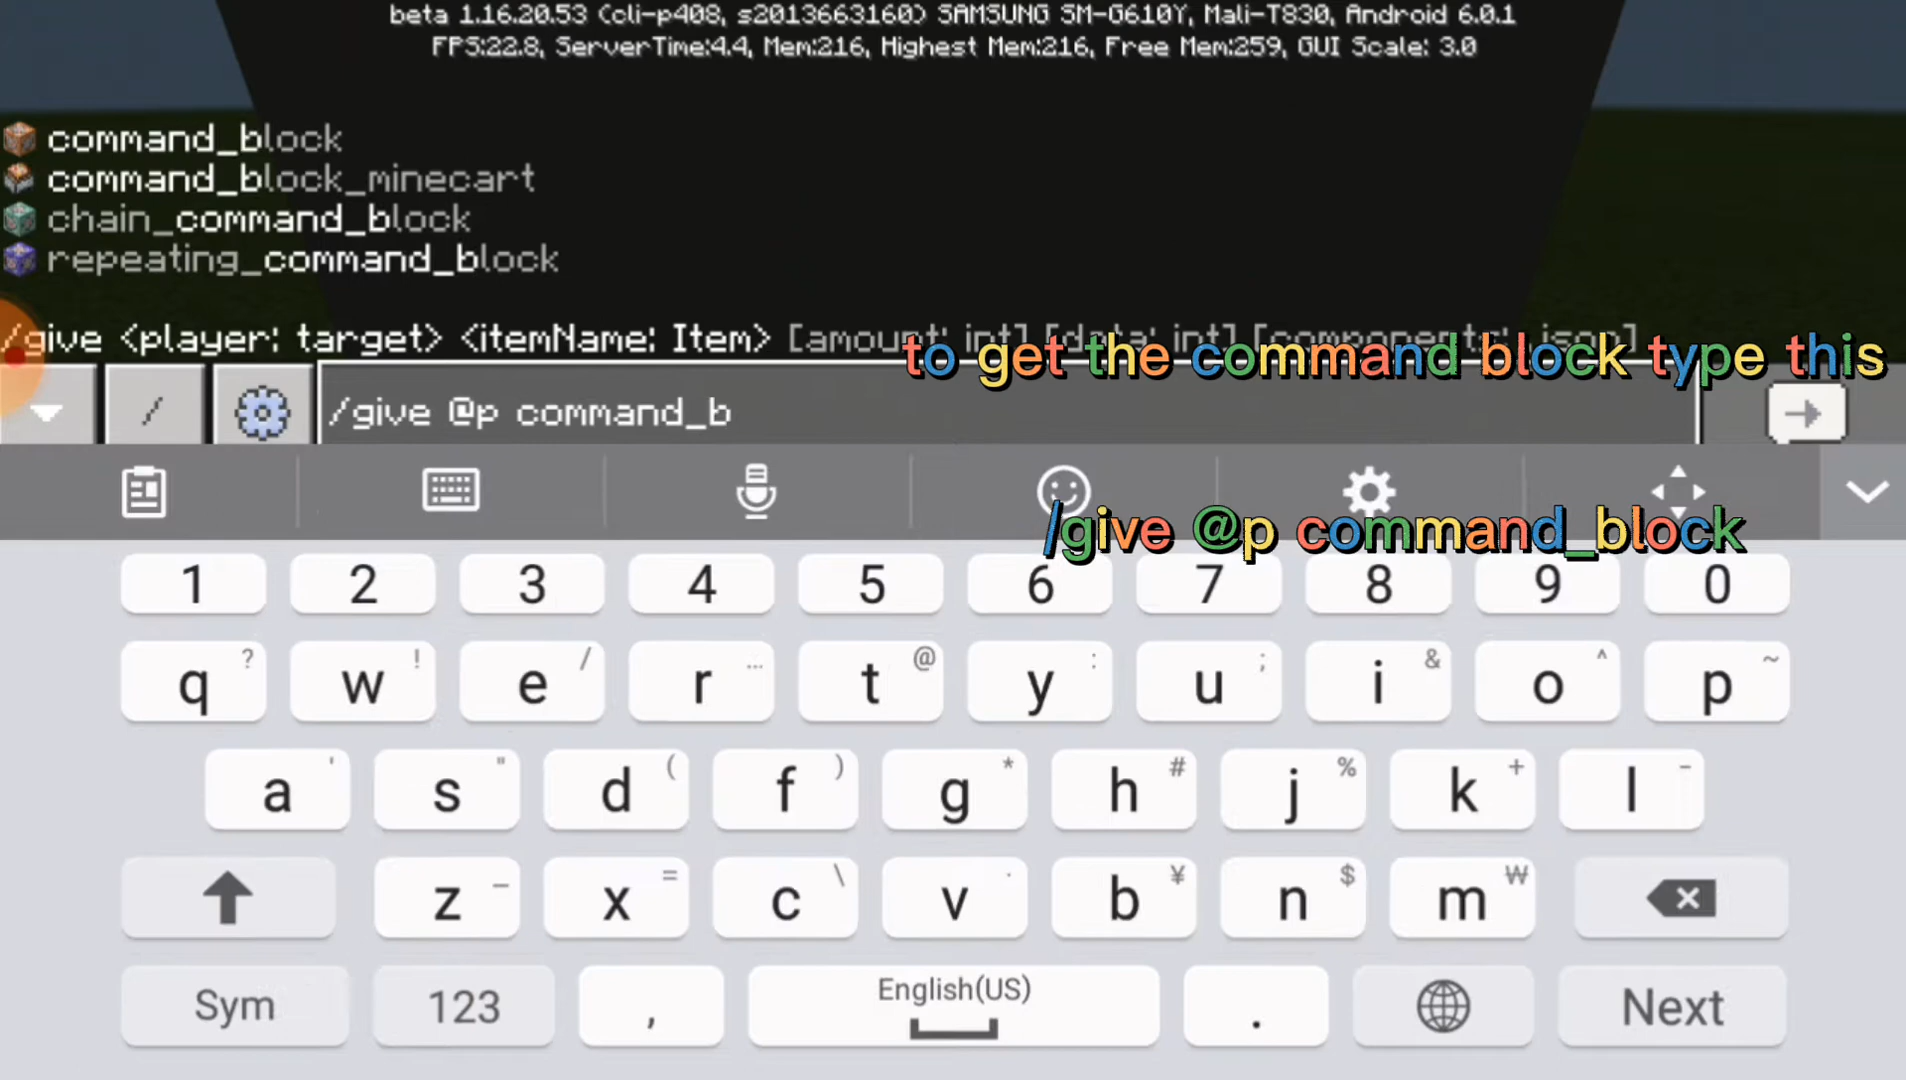 beta 1.16.20.53 (cli-p408, s2013663160) SAMSUNG SM-G610Y, Mali-T830, Android 6.0.1
FPS:22.8, ServerTime:4.4, Mem:216, Highest Mem:216, Free Mem:259, GUI Scale: 3.0
command_block
command_block_minecart
chain_command_block
repeating_command_block
/give <player: target> <itemName: Item> [amount: int] [data: int] [components: json]
to get the command block type this
/
/give @p command_b
/give @p command_block
1 2 3 4 5 6 7 8 9 0
q ? w ! e / r ... t @ y : u ; i & o ^ p ~
a ' s " d ( f ) g * h # j % k + l -
z _ x = c \ v · b ¥ n $ m ₩
Sym 123 , English(US) . Next